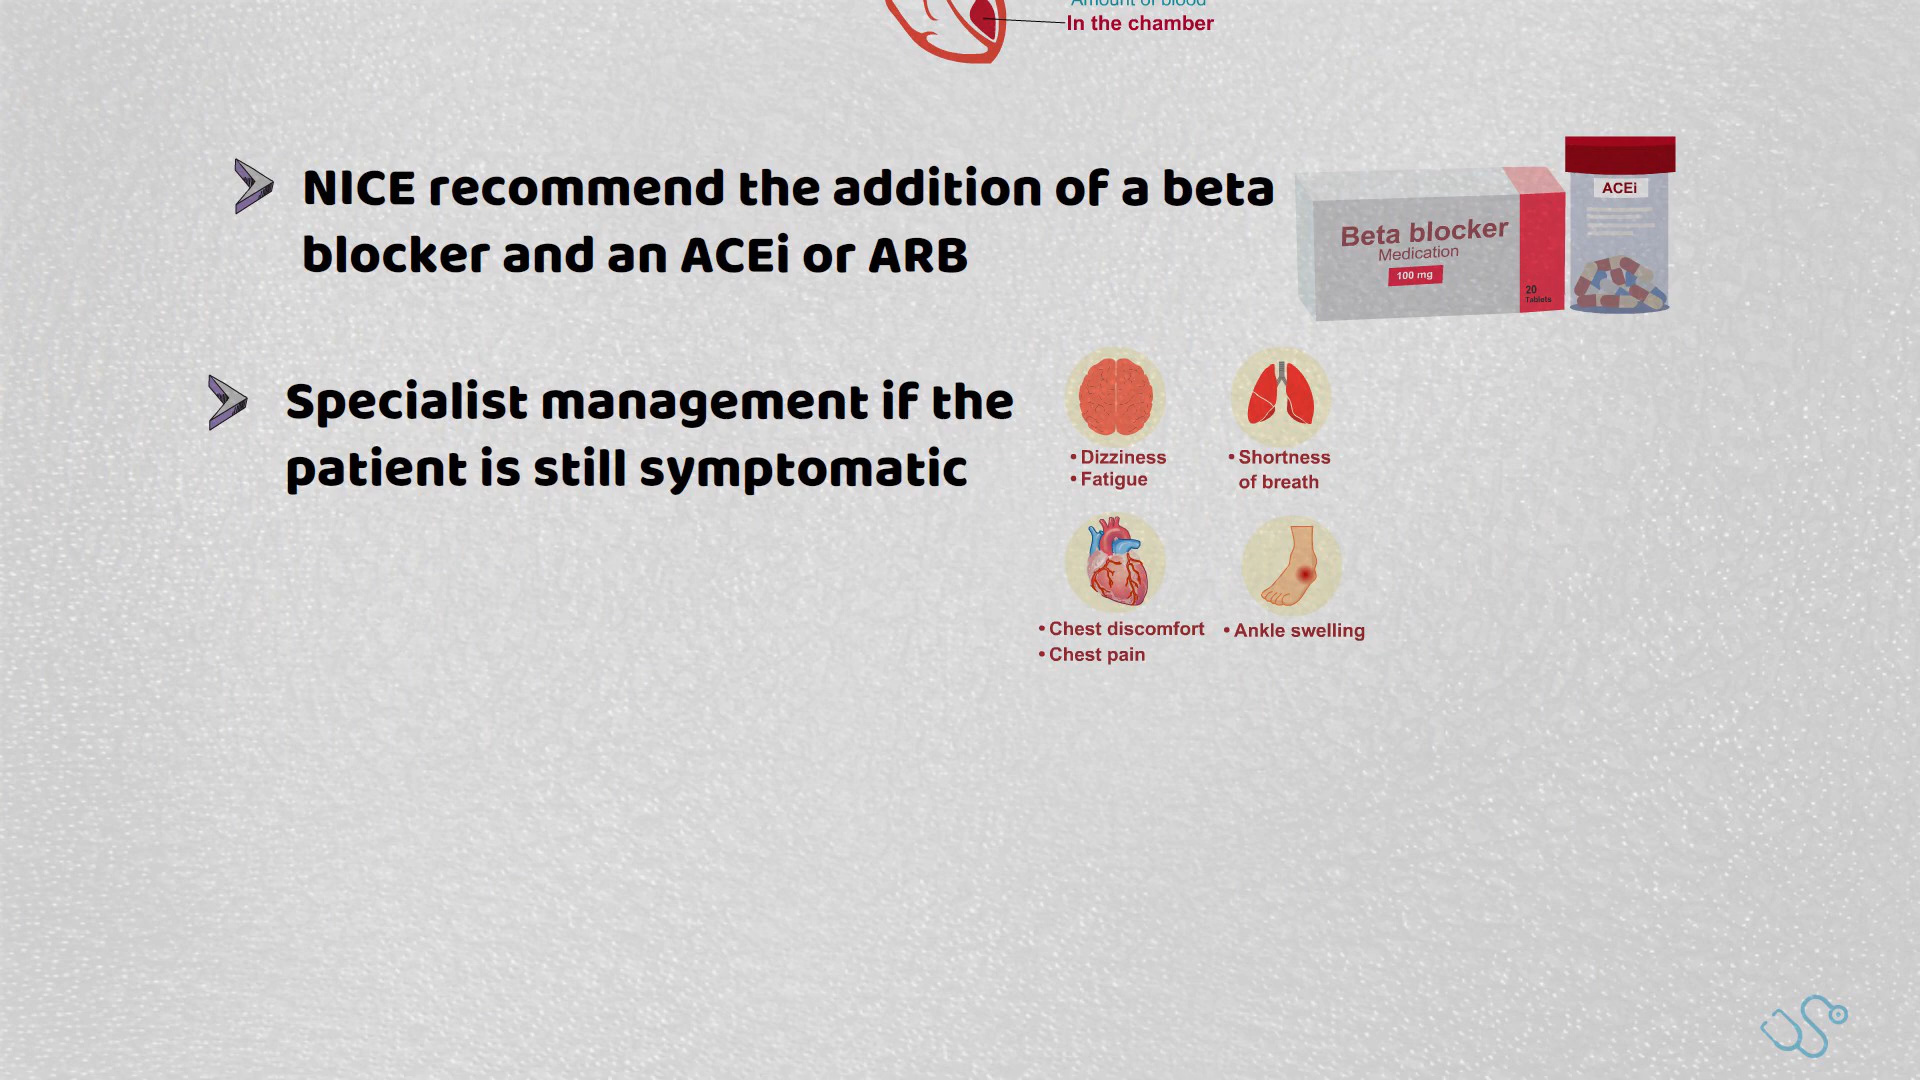 Amount of blood
In the chamber
NICE recommend the addition of a beta
blocker and an ACEi or ARB
Beta blocker
Medication
100 mg
20
Tablets
ACEi
Specialist management if the
patient is still symptomatic
• Dizziness
• Fatigue
• Shortness
of breath
• Chest discomfort
• Chest pain
• Ankle swelling